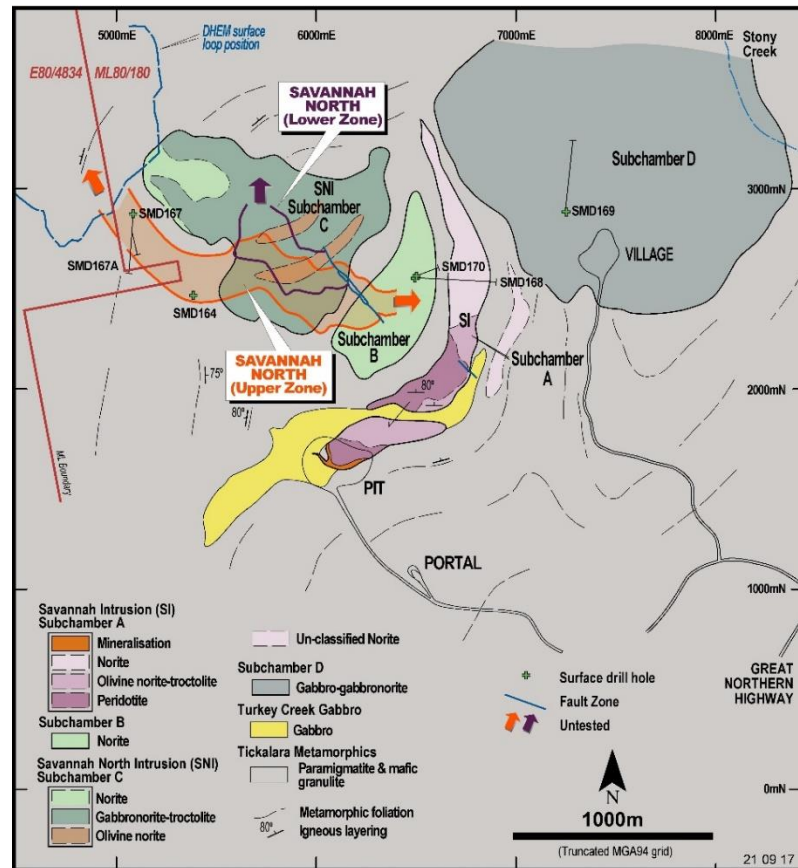 5000mE
6000mE
7000mE
8000mE
Stony
Creek
DHEM surface
loop position
E80/4834
ML80/180
SAVANNAH
NORTH
(Lower Zone)
Subchamber D
3000mN
SNI
Subchamber
C
SMD167
SMD169
VILLAGE
SMD167A
SMD170
SMD168
SMD164
SI
Subchamber
B
Subchamber
A
SAVANNAH
NORTH
(Upper Zone)
75°
80°
80°
2000mN
ML Boundary
PIT
PORTAL
1000mN
Savannah Intrusion (SI)
Subchamber A
Mineralisation
Norite
Olivine norite-troctolite
Peridotite
Subchamber B
Norite
Savannah North Intrusion (SNI)
Subchamber C
Norite
Gabbronorite-troctolite
Olivine norite
Un-classified Norite
Subchamber D
Gabbro-gabbronorite
Turkey Creek Gabbro
Gabbro
Tickalara Metamorphics
Paramigmatite & mafic
granulite
Metamorphic foliation
80° Igneous layering
Surface drill hole
Fault Zone
Untested
GREAT
NORTHERN
HIGHWAY
0mN
N
1000m
(Truncated MGA94 grid)
21 09 17